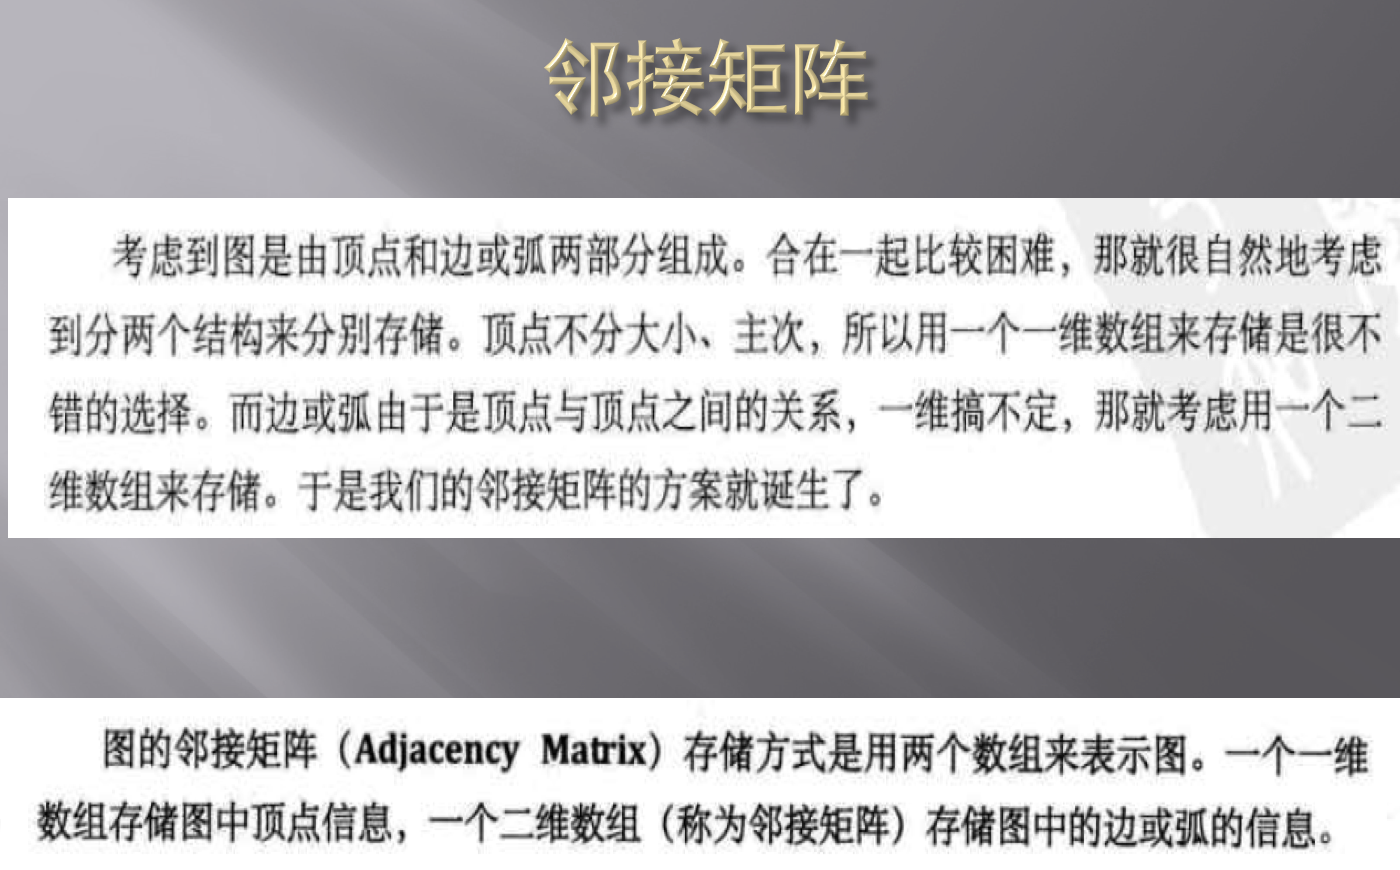 邻接矩阵
考虑到图是由顶点和边或弧两部分组成。合在一起比较困难，那就很自然地考虑
到分两个结构来分别存储。顶点不分大小、主次，所以用一个一维数组来存储是很不
错的选择。而边或弧由于是顶点与顶点之间的关系，一维搞不定，那就考虑用一个二
维数组来存储。于是我们的邻接矩阵的方案就诞生了。
图的邻接矩阵（Adjacency Matrix）存储方式是用两个数组来表示图。一个一维
数组存储图中顶点信息，一个二维数组（称为邻接矩阵）存储图中的边或弧的信息。